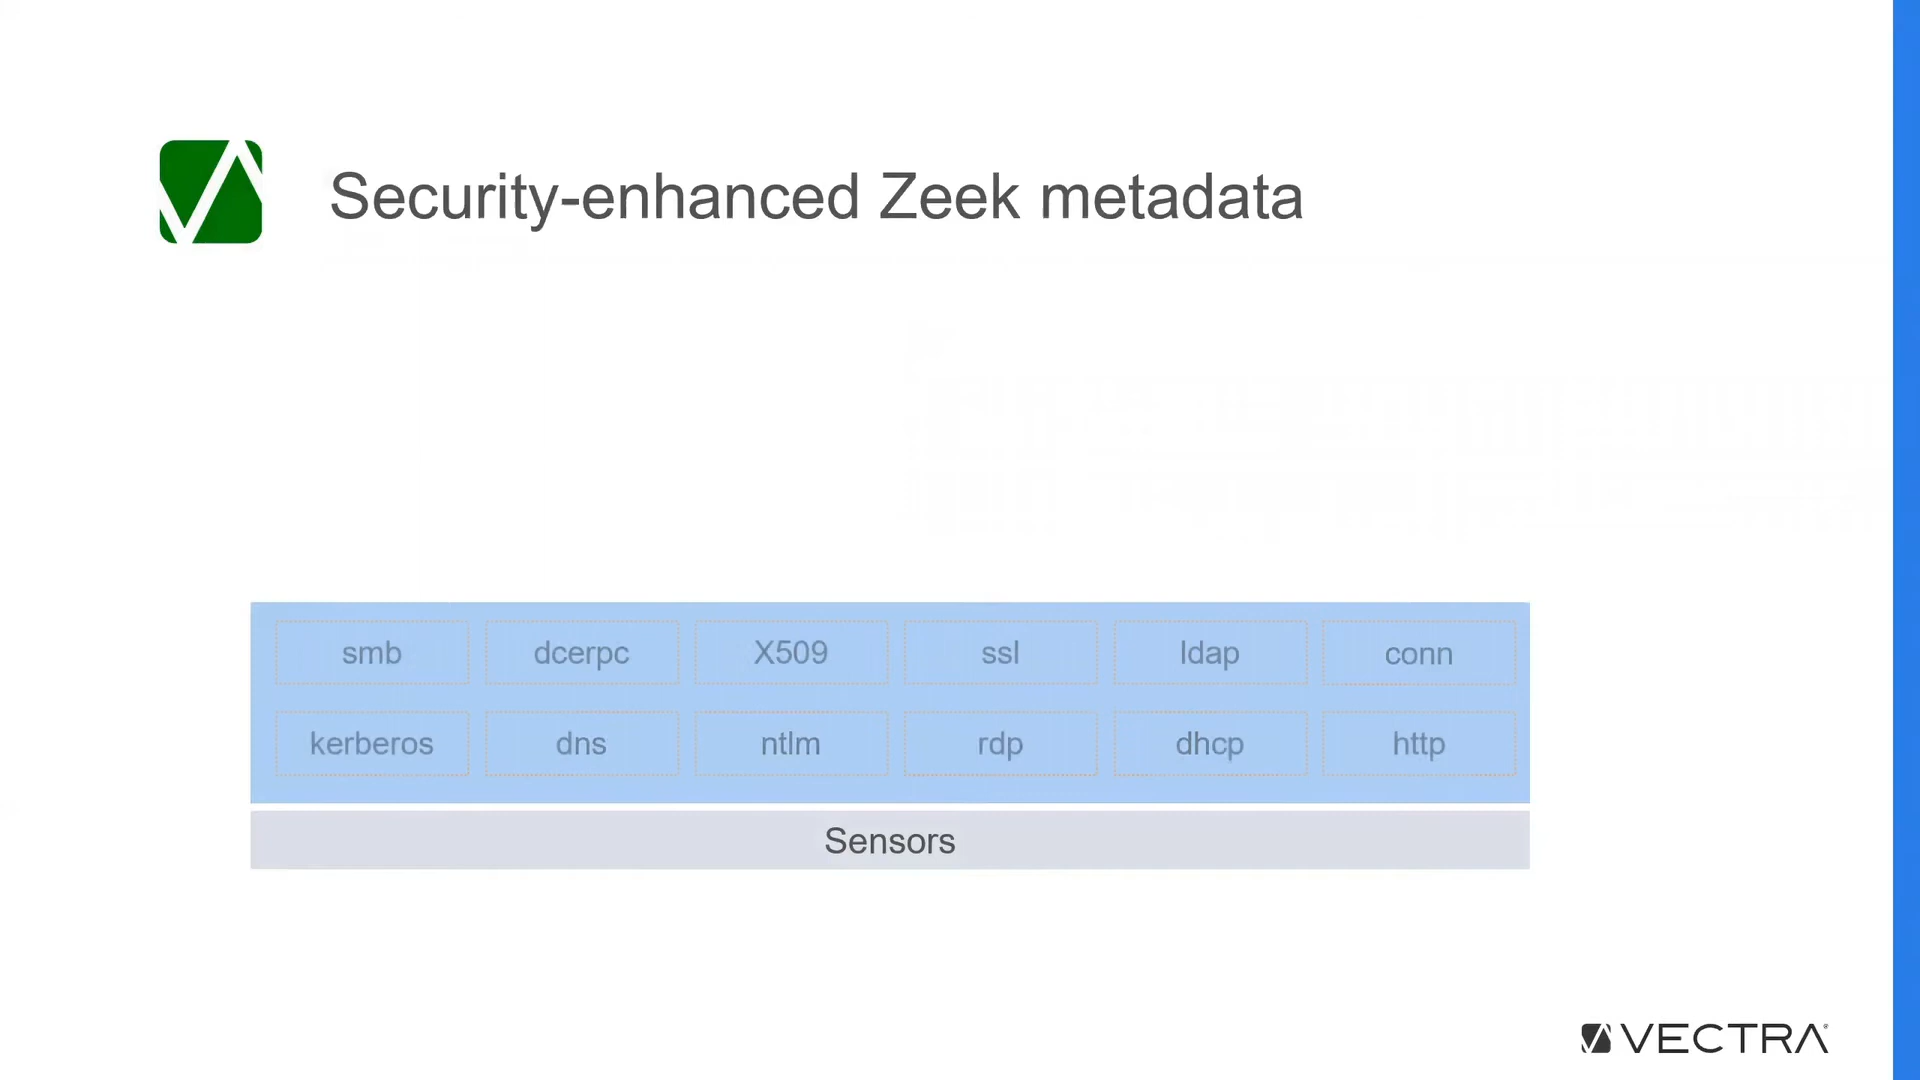 Security-enhanced Zeek metadata
smb dcerpc X509 ssl ldap conn
kerberos dns ntlm rdp dhcp http
Sensors
VECTRA®